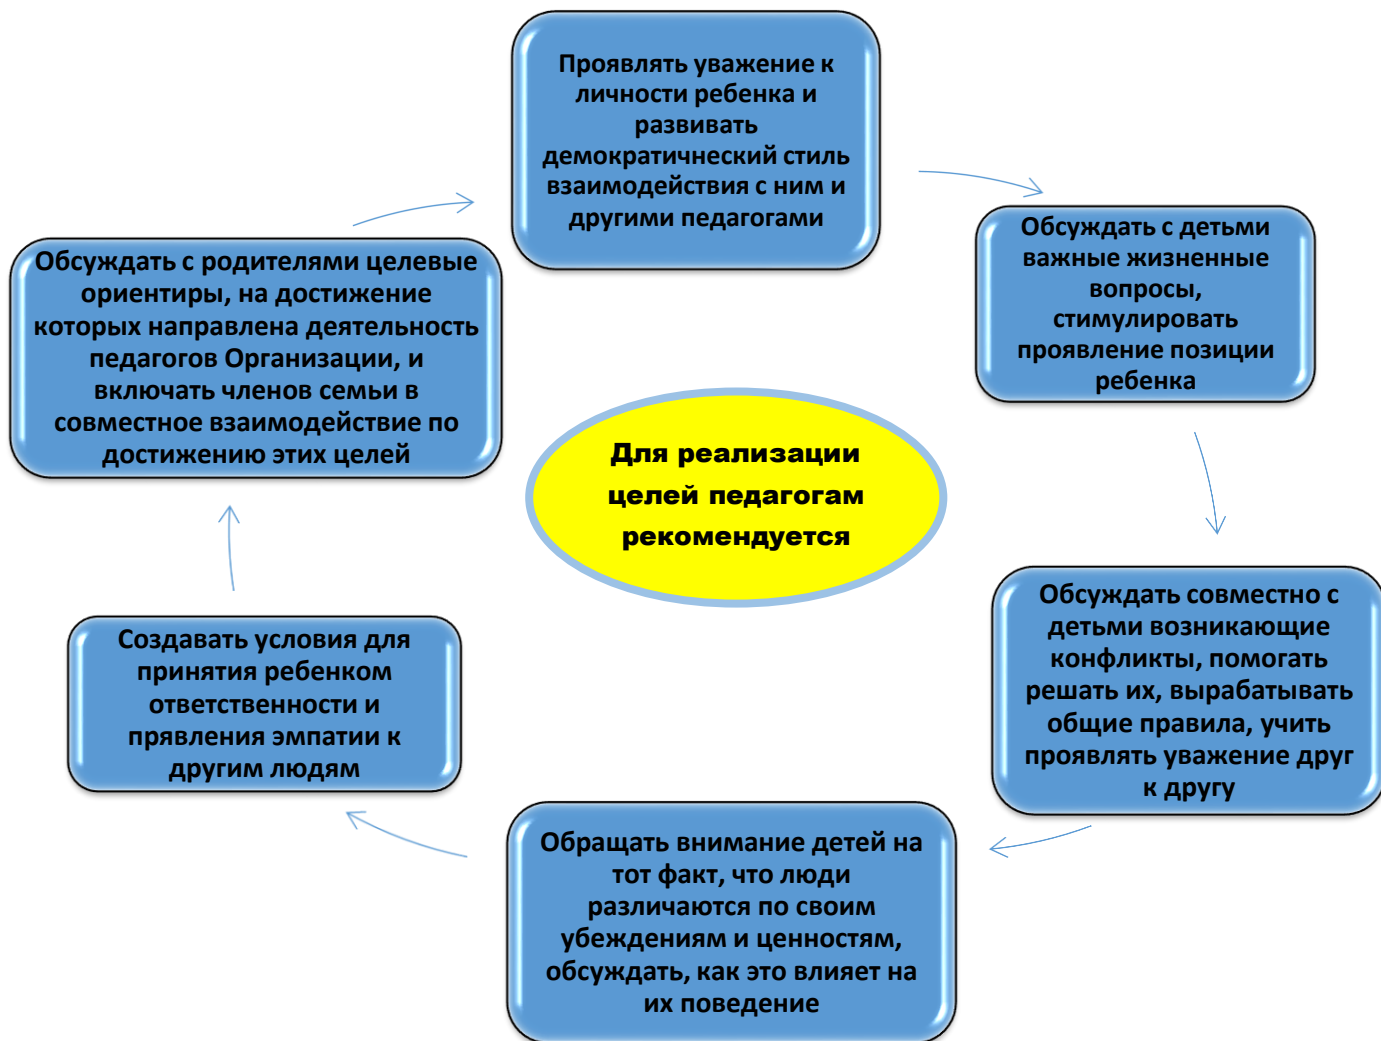 Проявлять уважение к
личности ребенка и
развивать
демократичнеский стиль
взаимодействия с ним и
другими педагогами
Обсуждать с детьми
важные жизненные
вопросы,
стимулировать
проявление позиции
ребенка
Обсуждать совместно с
детьми возникающие
конфликты, помогать
решать их, вырабатывать
общие правила, учить
проявлять уважение друг
к другу
Обращать внимание детей на
тот факт, что люди
различаются по своим
убеждениям и ценностям,
обсуждать, как это влияет на
их поведение
Создавать условия для
принятия ребенком
ответственности и
прявления эмпатии к
другим людям
Обсуждать с родителями целевые
ориентиры, на достижение
которых направлена деятельность
педагогов Организации, и
включать членов семьи в
совместное взаимодействие по
достижению этих целей
Для реализации
целей педагогам
рекомендуется